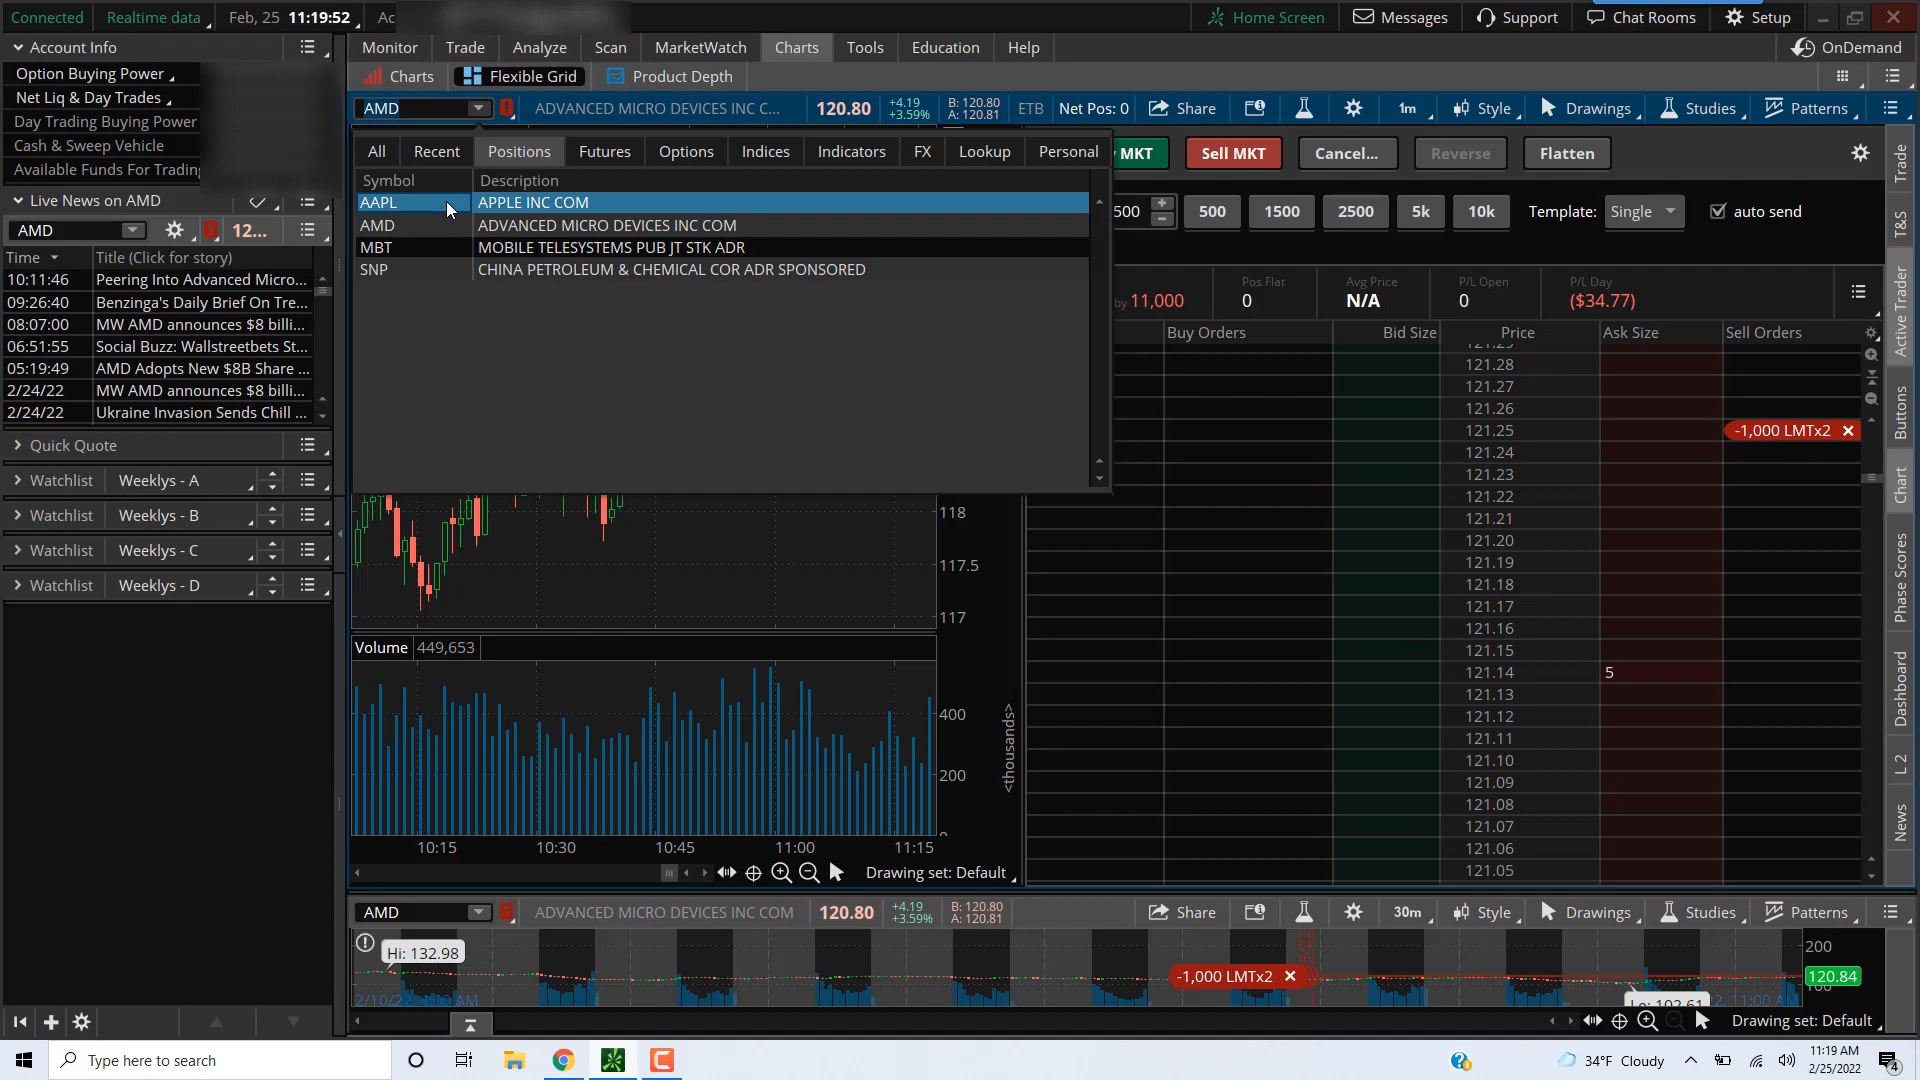 Connected Realtime data Feb, 25 11:19:52 Ac Home Screen Messages Support Chat Rooms Setup
Account Info
Option Buying Power
Net Liq & Day Trades
Day Trading Buying Power
Cash & Sweep Vehicle
Available Funds For Trading
Live News on AMD
AMD 12...
Time Title (Click for story)
10:11:46 Peering Into Advanced Micro...
09:26:40 Benzinga's Daily Brief On Tre...
08:07:00 MW AMD announces $8 billi...
06:51:55 Social Buzz: Wallstreetbets St...
05:19:49 AMD Adopts New $8B Share ...
2/24/22 MW AMD announces $8 billi...
2/24/22 Ukraine Invasion Sends Chill ...
Quick Quote
Watchlist Weeklys - A
Watchlist Weeklys - B
Watchlist Weeklys - C
Watchlist Weeklys - D
Monitor Trade Analyze Scan MarketWatch Charts Tools Education Help OnDemand
Charts Flexible Grid Product Depth
AMD 1 ADVANCED MICRO DEVICES INC C... 120.80 +4.19 +3.59% B: 120.80 A: 120.81 ETB Net Pos: 0 Share 1m Style Drawings Studies Patterns
All Recent Positions Futures Options Indices Indicators FX Lookup Personal
Symbol Description
AAPL APPLE INC COM
AMD ADVANCED MICRO DEVICES INC COM
MBT MOBILE TELESYSTEMS PUB JT STK ADR
SNP CHINA PETROLEUM & CHEMICAL COR ADR SPONSORED
118
117.5
117
Volume 449,653
400
200
0
<thousands>
10:15 10:30 10:45 11:00 11:15
Drawing set: Default
MKT Sell MKT Cancel... Reverse Flatten
500 500 1500 2500 5k 10k Template: Single auto send
by 11,000
Pos Flat 0
Avg Price N/A
P/L Open 0
P/L Day ($34.77)
Buy Orders Bid Size Price Ask Size Sell Orders
121.29
121.28
121.27
121.26
121.25 -1,000 LMTx2
121.24
121.23
121.22
121.21
121.20
121.19
121.18
121.17
121.16
121.15
121.14 5
121.13
121.12
121.11
121.10
121.09
121.08
121.07
121.06
121.05
Trade
T&S
Active Trader
Buttons
Chart
Phase Scores
Dashboard
L 2
News
AMD ADVANCED MICRO DEVICES INC COM 120.80 +4.19 +3.59% B: 120.80 A: 120.81 Share 30m Style Drawings Studies Patterns
Hi: 132.98
-1,000 LMTx2
200
120.84
100
Lo: 102.61
Drawing set: Default
Type here to search
34°F Cloudy
11:19 AM
2/25/2022
4